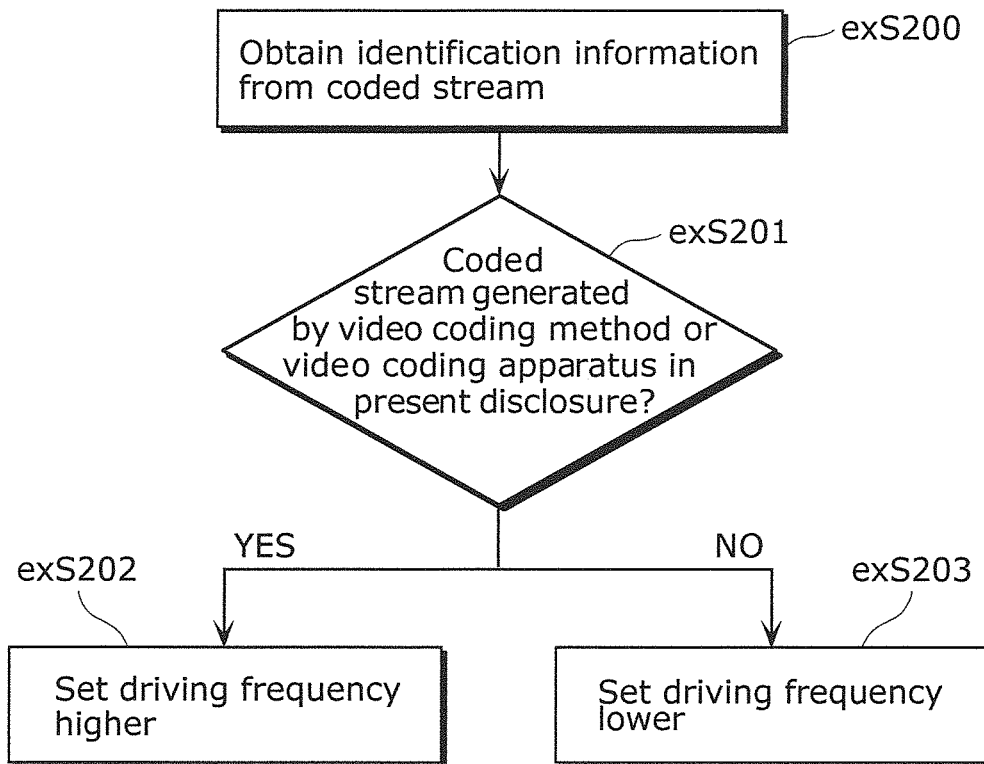 exS200
Obtain identification information
from coded stream
exS201
Coded
stream generated
by video coding method or
video coding apparatus in
present disclosure?
YES
NO
exS202
exS203
Set driving frequency
higher
Set driving frequency
lower